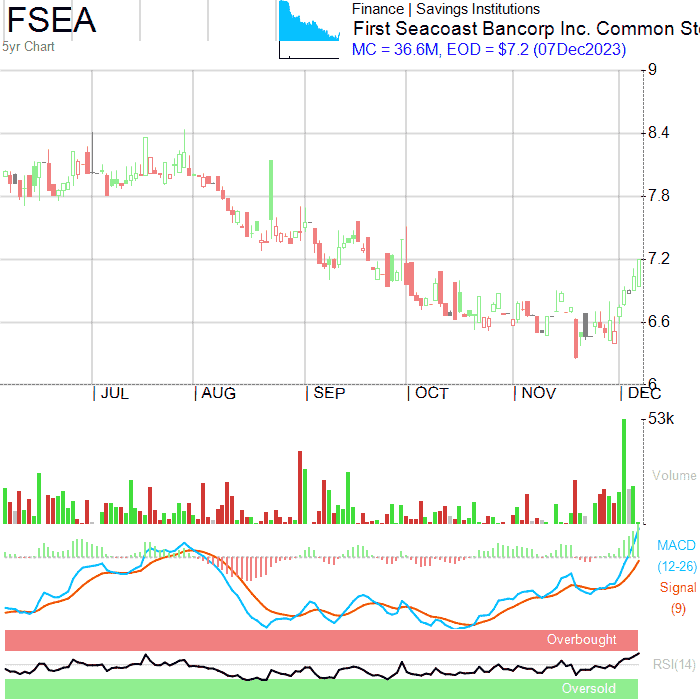 FSEA
5yr Chart
Finance | Savings Institutions
First Seacoast Bancorp Inc. Common Sto
MC = 36.6M, EOD = $7.2 (07Dec2023)
9
8.4
7.8
7.2
6.6
6
JUL AUG SEP OCT NOV DEC
53k
Volume
MACD
(12-26)
Signal
(9)
Overbought
RSI(14)
Oversold